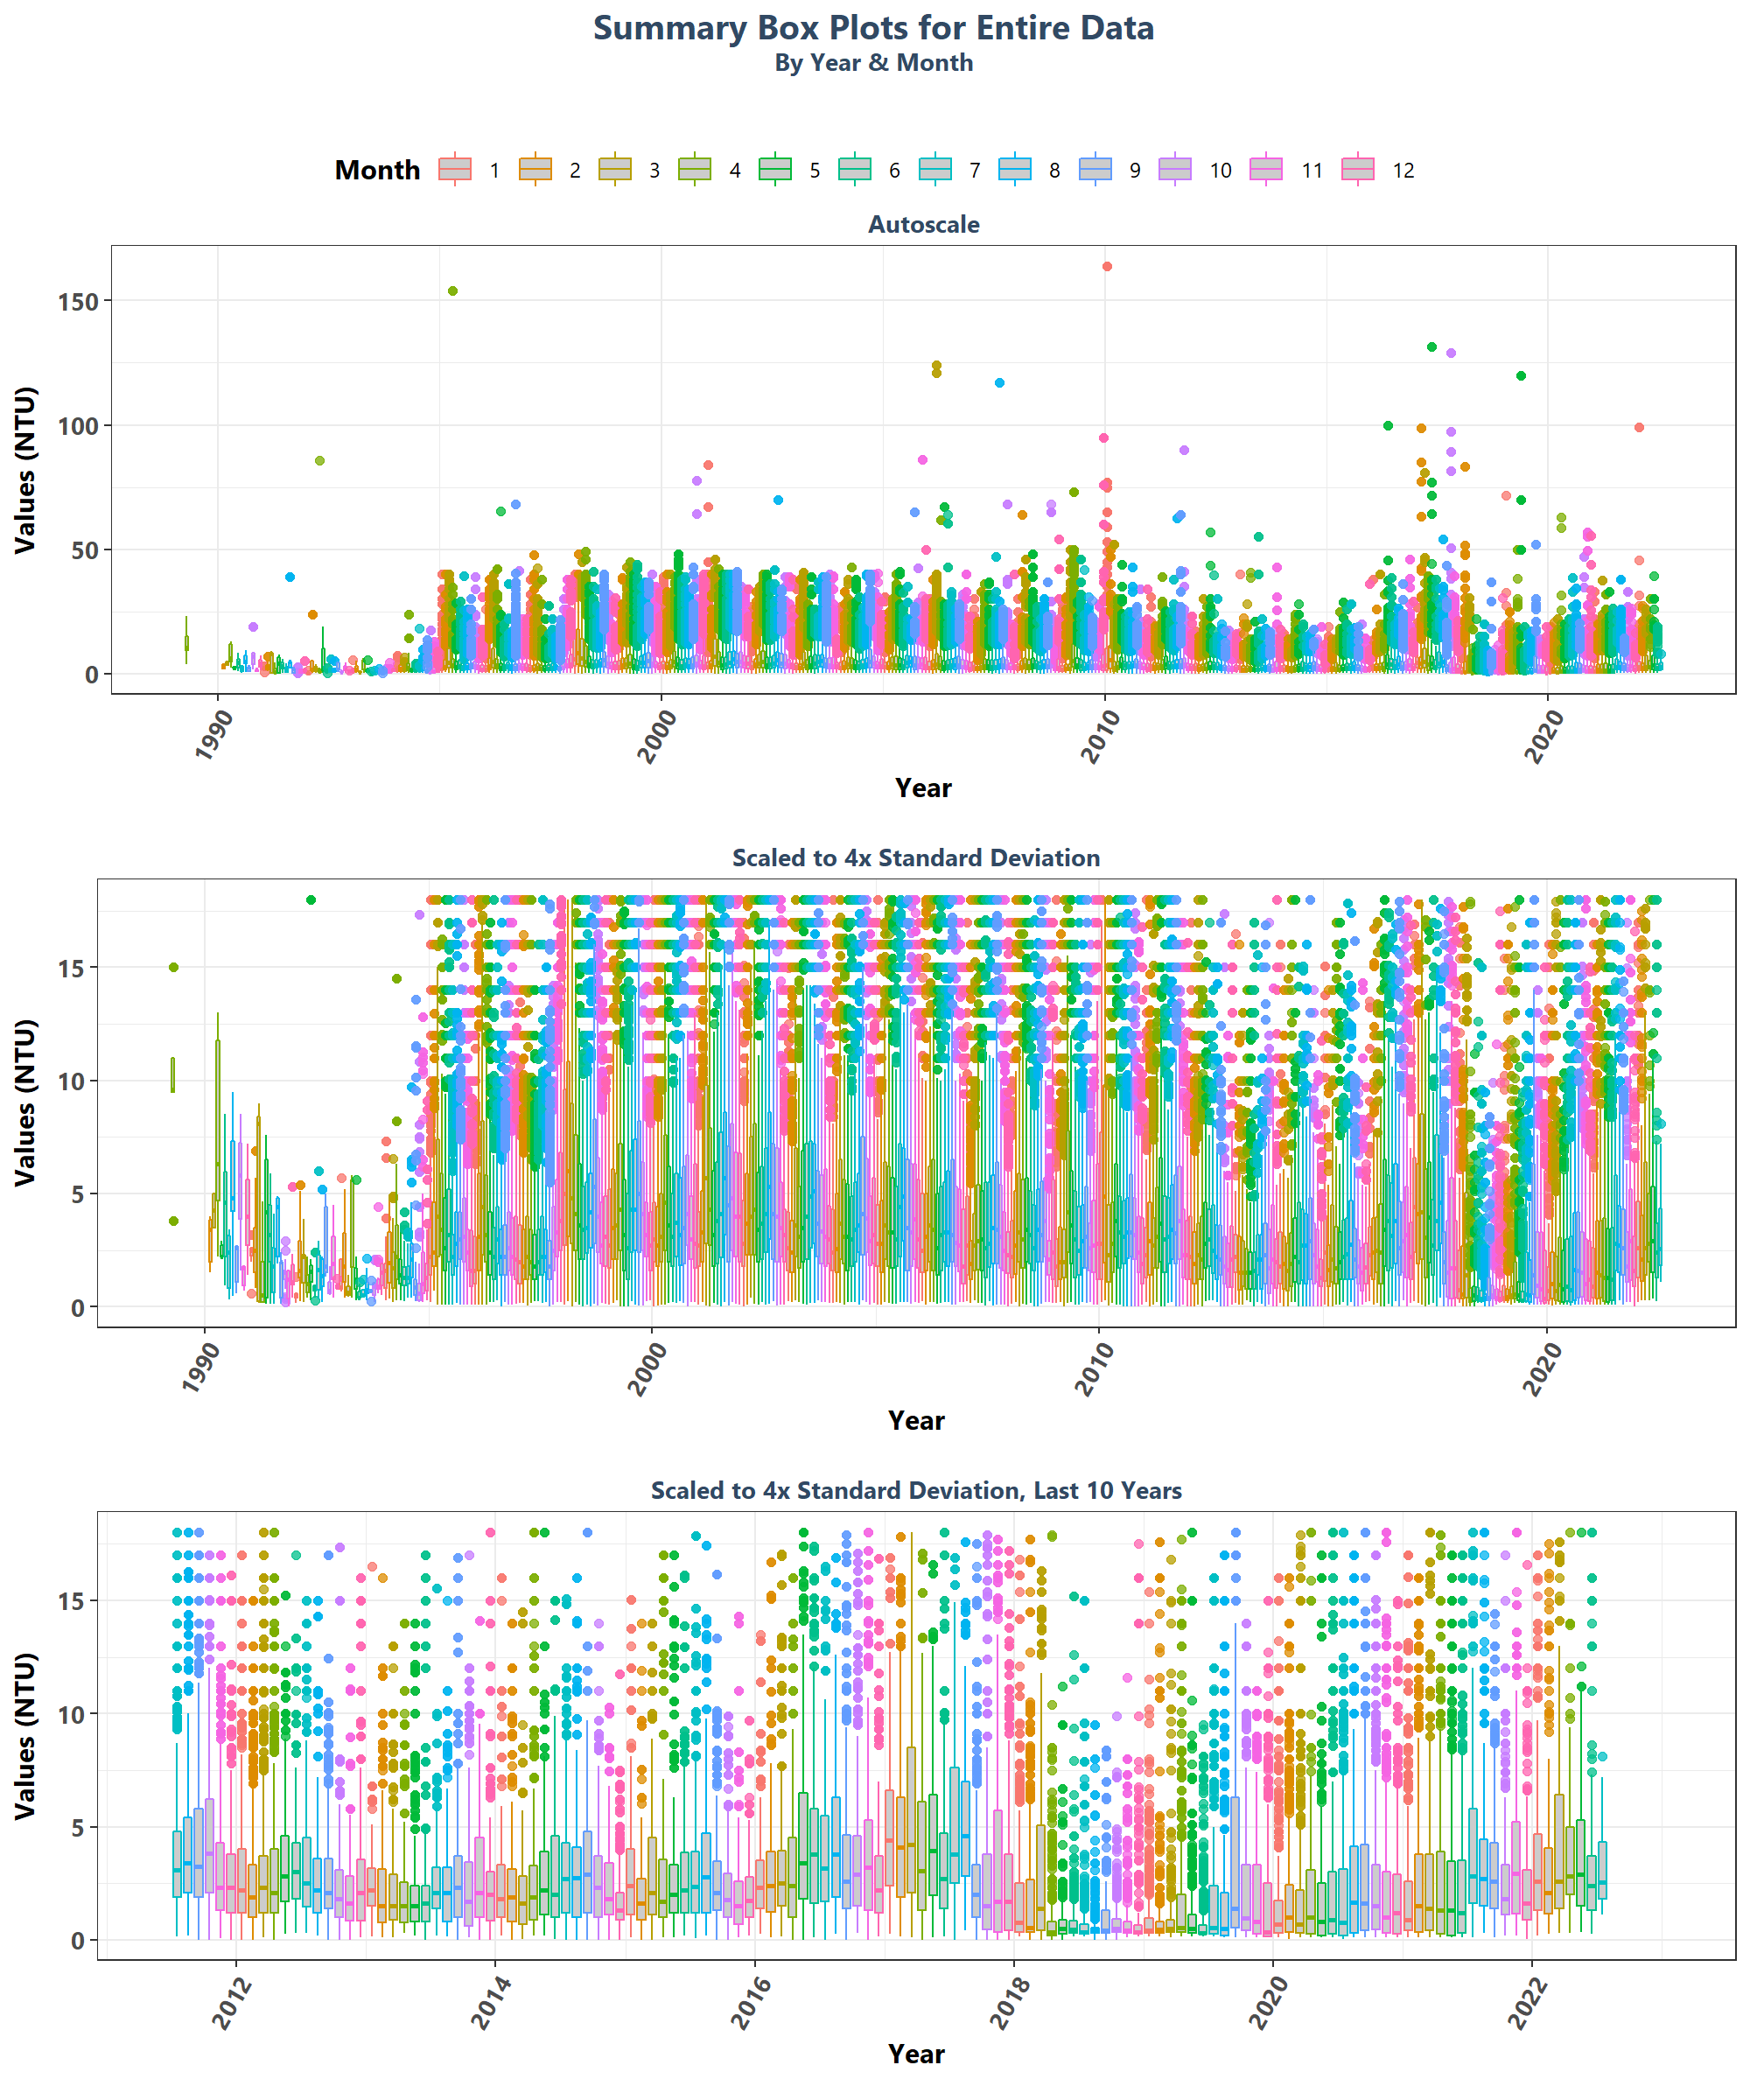 Summary Box Plots for Entire Data
By Year & Month
Month 1 2 3 4 5 6 7 8 9 10 11 12
Autoscale
150
100
50
0
Values (NTU)
1990 2000 2010 2020
Year
Scaled to 4x Standard Deviation
15
10
5
0
Values (NTU)
1990 2000 2010 2020
Year
Scaled to 4x Standard Deviation, Last 10 Years
15
10
5
0
Values (NTU)
2012 2014 2016 2018 2020 2022
Year